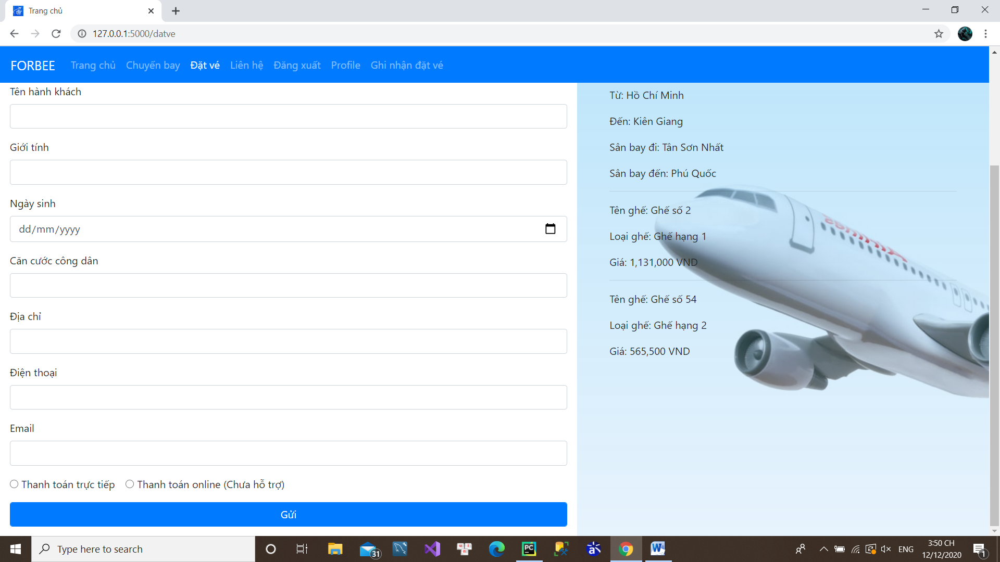 Trang chủ
127.0.0.1:5000/datve
FORBEE Trang chủ Chuyến bay Đặt vé Liên hệ Đăng xuất Profile Ghi nhận đặt vé
Tên hành khách
Giới tính
Ngày sinh
dd/mm/yyyy
Căn cước công dân
Địa chỉ
Điện thoại
Email
Thanh toán trực tiếp Thanh toán online (Chưa hỗ trợ)
Gửi
Từ: Hồ Chí Minh
Đến: Kiên Giang
Sân bay đi: Tân Sơn Nhất
Sân bay đến: Phú Quốc
Tên ghế: Ghế số 2
Loại ghế: Ghế hạng 1
Giá: 1,131,000 VND
Tên ghế: Ghế số 54
Loại ghế: Ghế hạng 2
Giá: 565,500 VND
Type here to search
31
PC
ENG
3:50 CH
12/12/2020
1